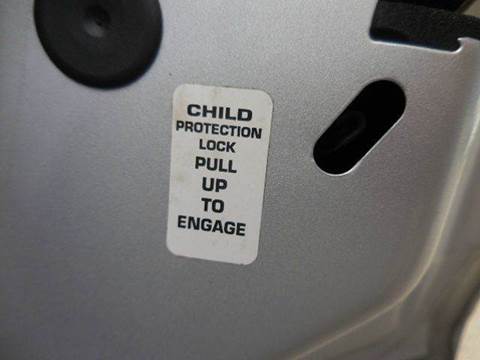 CHILD
PROTECTION
LOCK
PULL
UP
TO
ENGAGE